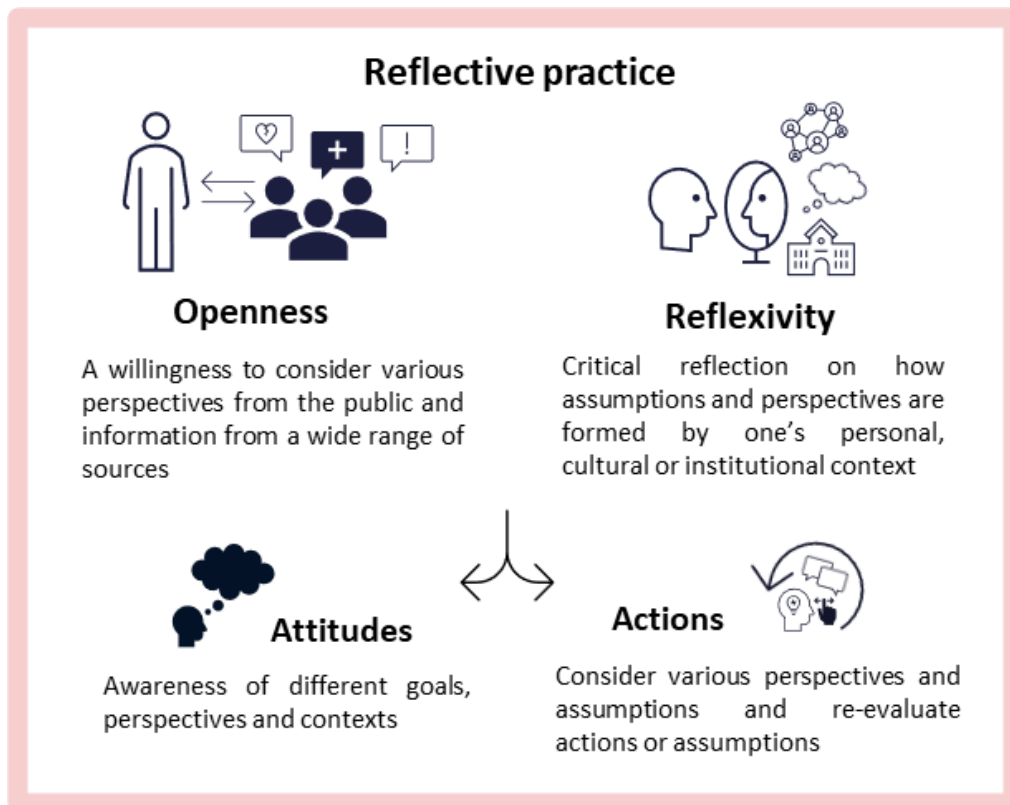 Reflective practice
Openness
A willingness to consider various
perspectives from the public and
information from a wide range of
sources
Reflexivity
Critical reflection on how
assumptions and perspectives are
formed by one's personal,
cultural or institutional context
Attitudes
Awareness of different goals,
perspectives and contexts
Actions
Consider various perspectives and
assumptions and re-evaluate
actions or assumptions